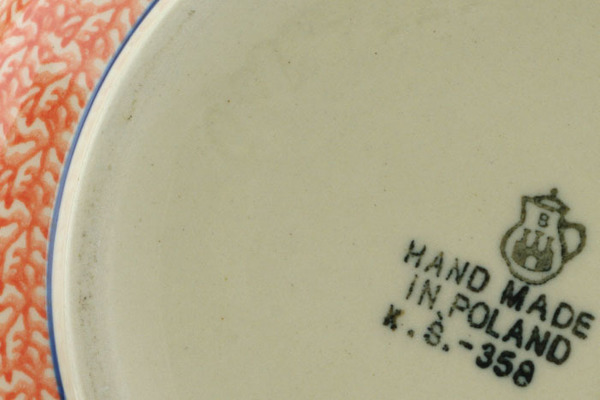 B
HAND MADE
IN POLAND
K.S.-358